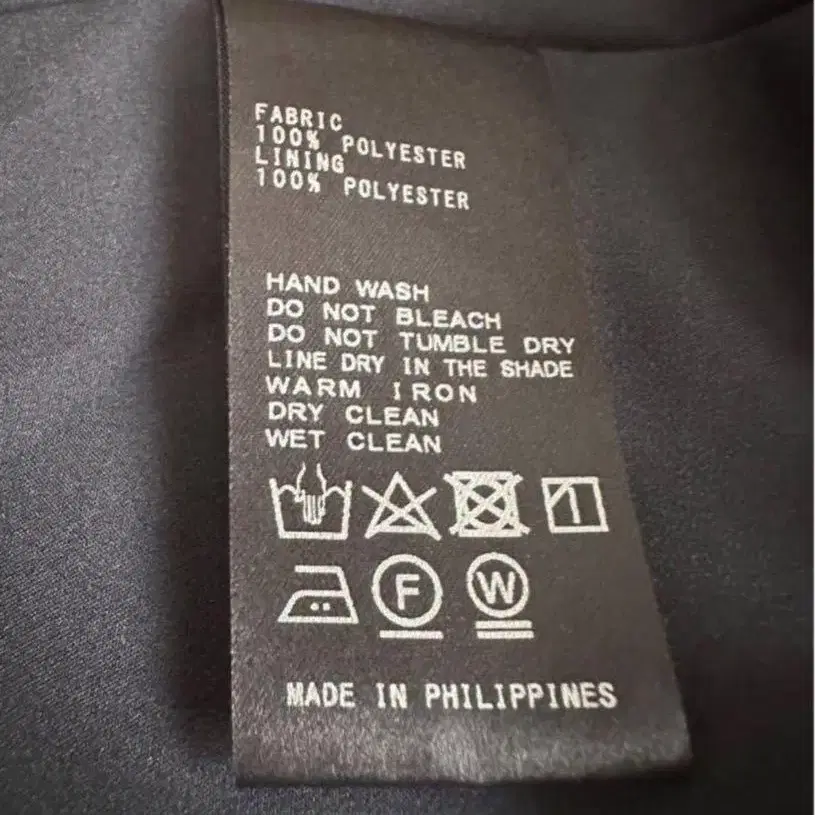 FABRIC
100% POLYESTER
LINING
100% POLYESTER
HAND WASH
DO NOT BLEACH
DO NOT TUMBLE DRY
LINE DRY IN THE SHADE
WARM IRON
DRY CLEAN
WET CLEAN
F W
MADE IN PHILIPPINES